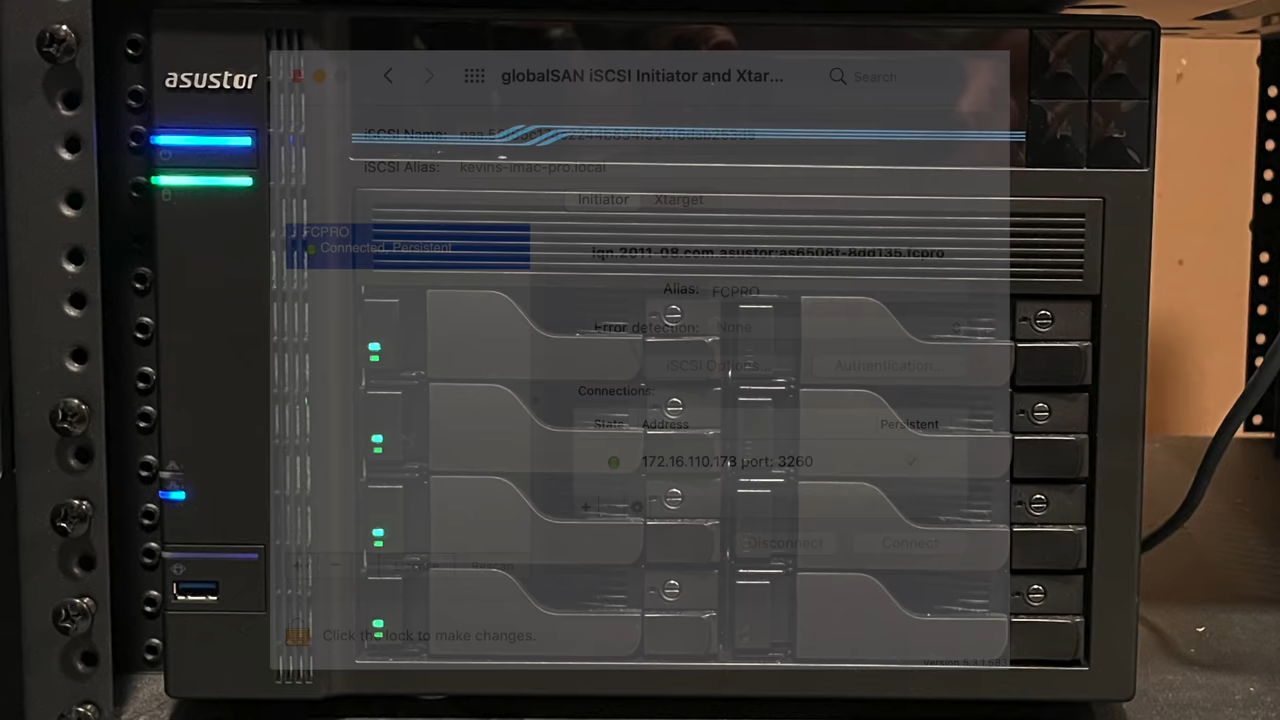 asustor
globalSAN iSCSI Initiator and Xtar...
Search
iSCSI Name:
iSCSI Alias: kevins-imac-pro.local
Initiator Xtarget
FCPRO
Connected, Persistent
iqn.2011-08.com.asustor:as6508t-8dd135.fcpro
Alias: FCPRO
Error detection: None
iSCSI Options... Authentication...
Connections:
State Address Persistent
172.16.110.178 port: 3260
Disconnect Connect
Click the lock to make changes.